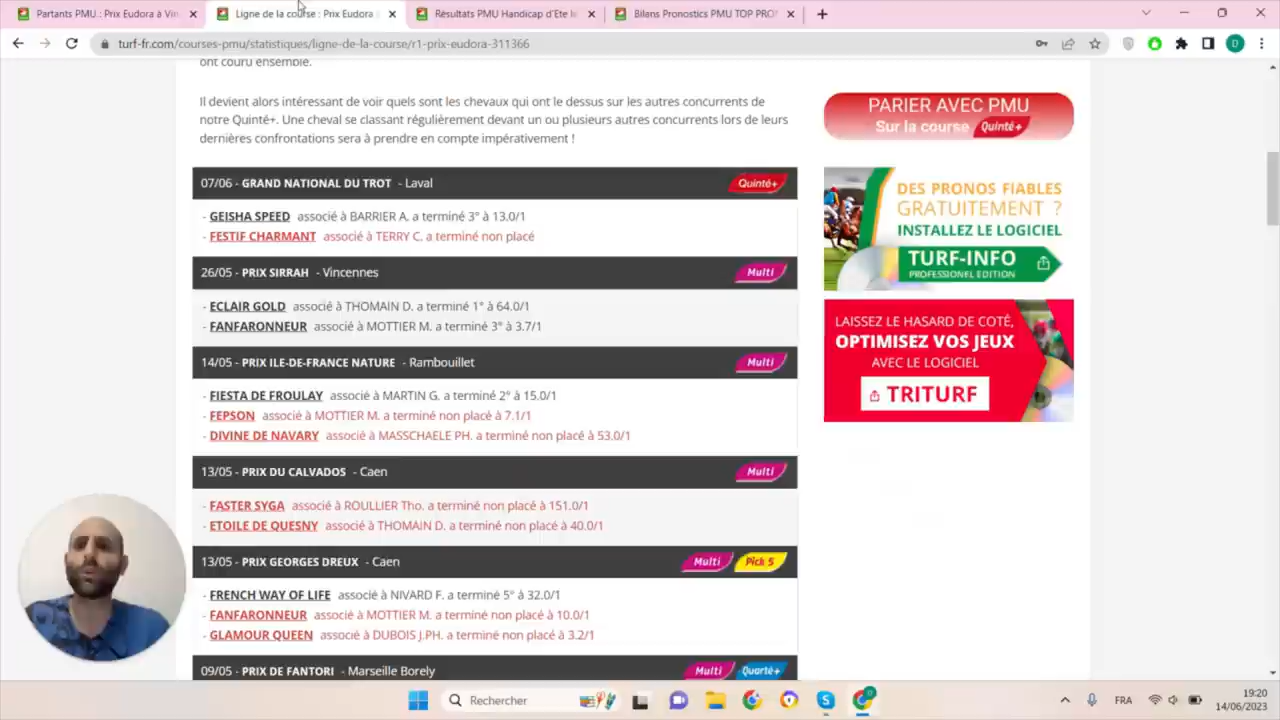 Partants PMU : Prix Eudora à Vin
Ligne de la course : Prix Eudora à
Résultats PMU Handicap d'Ete le
Bilans Pronostics PMU TOP PRO
turf-fr.com/courses-pmu/statistiques/ligne-de-la-course/r1-prix-eudora-311366
D
ont couru ensemble.
Il devient alors intéressant de voir quels sont les chevaux qui ont le dessus sur les autres concurrents de
notre Quinté+. Une cheval se classant régulièrement devant un ou plusieurs autres concurrents lors de leurs
dernières confrontations sera à prendre en compte impérativement !
PARIER AVEC PMU
Sur la course Quinté+
07/06 - GRAND NATIONAL DU TROT - Laval Quinté+
- GEISHA SPEED associé à BARRIER A. a terminé 3° à 13.0/1
- FESTIF CHARMANT associé à TERRY C. a terminé non placé
26/05 - PRIX SIRRAH - Vincennes Multi
- ECLAIR GOLD associé à THOMAIN D. a terminé 1° à 64.0/1
- FANFARONNEUR associé à MOTTIER M. a terminé 3° à 3.7/1
14/05 - PRIX ILE-DE-FRANCE NATURE - Rambouillet Multi
- FIESTA DE FROULAY associé à MARTIN G. a terminé 2° à 15.0/1
- FEPSON associé à MOTTIER M. a terminé non placé à 7.1/1
- DIVINE DE NAVARY associé à MASSCHAELE PH. a terminé non placé à 53.0/1
13/05 - PRIX DU CALVADOS - Caen Multi
- FASTER SYGA associé à ROULLIER Tho. a terminé non placé à 151.0/1
- ETOILE DE QUESNY associé à THOMAIN D. a terminé non placé à 40.0/1
13/05 - PRIX GEORGES DREUX - Caen Multi Pick 5
- FRENCH WAY OF LIFE associé à NIVARD F. a terminé 5° à 32.0/1
- FANFARONNEUR associé à MOTTIER M. a terminé non placé à 10.0/1
- GLAMOUR QUEEN associé à DUBOIS J.PH. a terminé non placé à 3.2/1
09/05 - PRIX DE FANTORI - Marseille Borely Multi Quarté+
DES PRONOS FIABLES
GRATUITEMENT ?
INSTALLEZ LE LOGICIEL
TURF-INFO
PROFESSIONEL EDITION
LAISSEZ LE HASARD DE COTÉ,
OPTIMISEZ VOS JEUX
AVEC LE LOGICIEL
TRITURF
Rechercher
FRA
19:20
14/06/2023